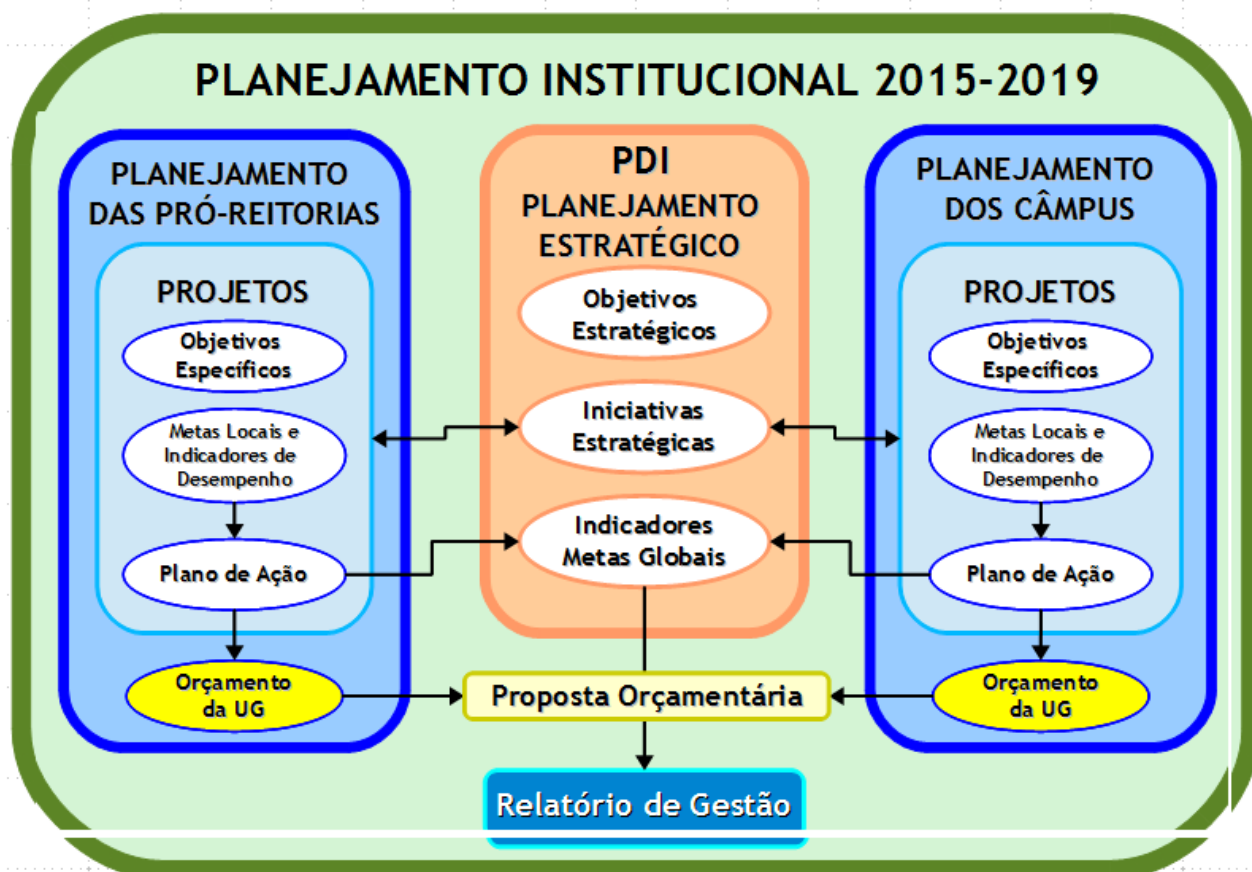 PLANEJAMENTO INSTITUCIONAL 2015-2019
PLANEJAMENTO
DAS PRÓ-REITORIAS
PROJETOS
Objetivos
Específicos
Metas Locais e
Indicadores de
Desempenho
Plano de Ação
Orçamento
da UG
PDI
PLANEJAMENTO
ESTRATÉGICO
Objetivos
Estratégicos
Iniciativas
Estratégicas
Indicadores
Metas Globais
Proposta Orçamentária
Relatório de Gestão
PLANEJAMENTO
DOS CÂMPUS
PROJETOS
Objetivos
Específicos
Metas Locais e
Indicadores de
Desempenho
Plano de Ação
Orçamento
da UG